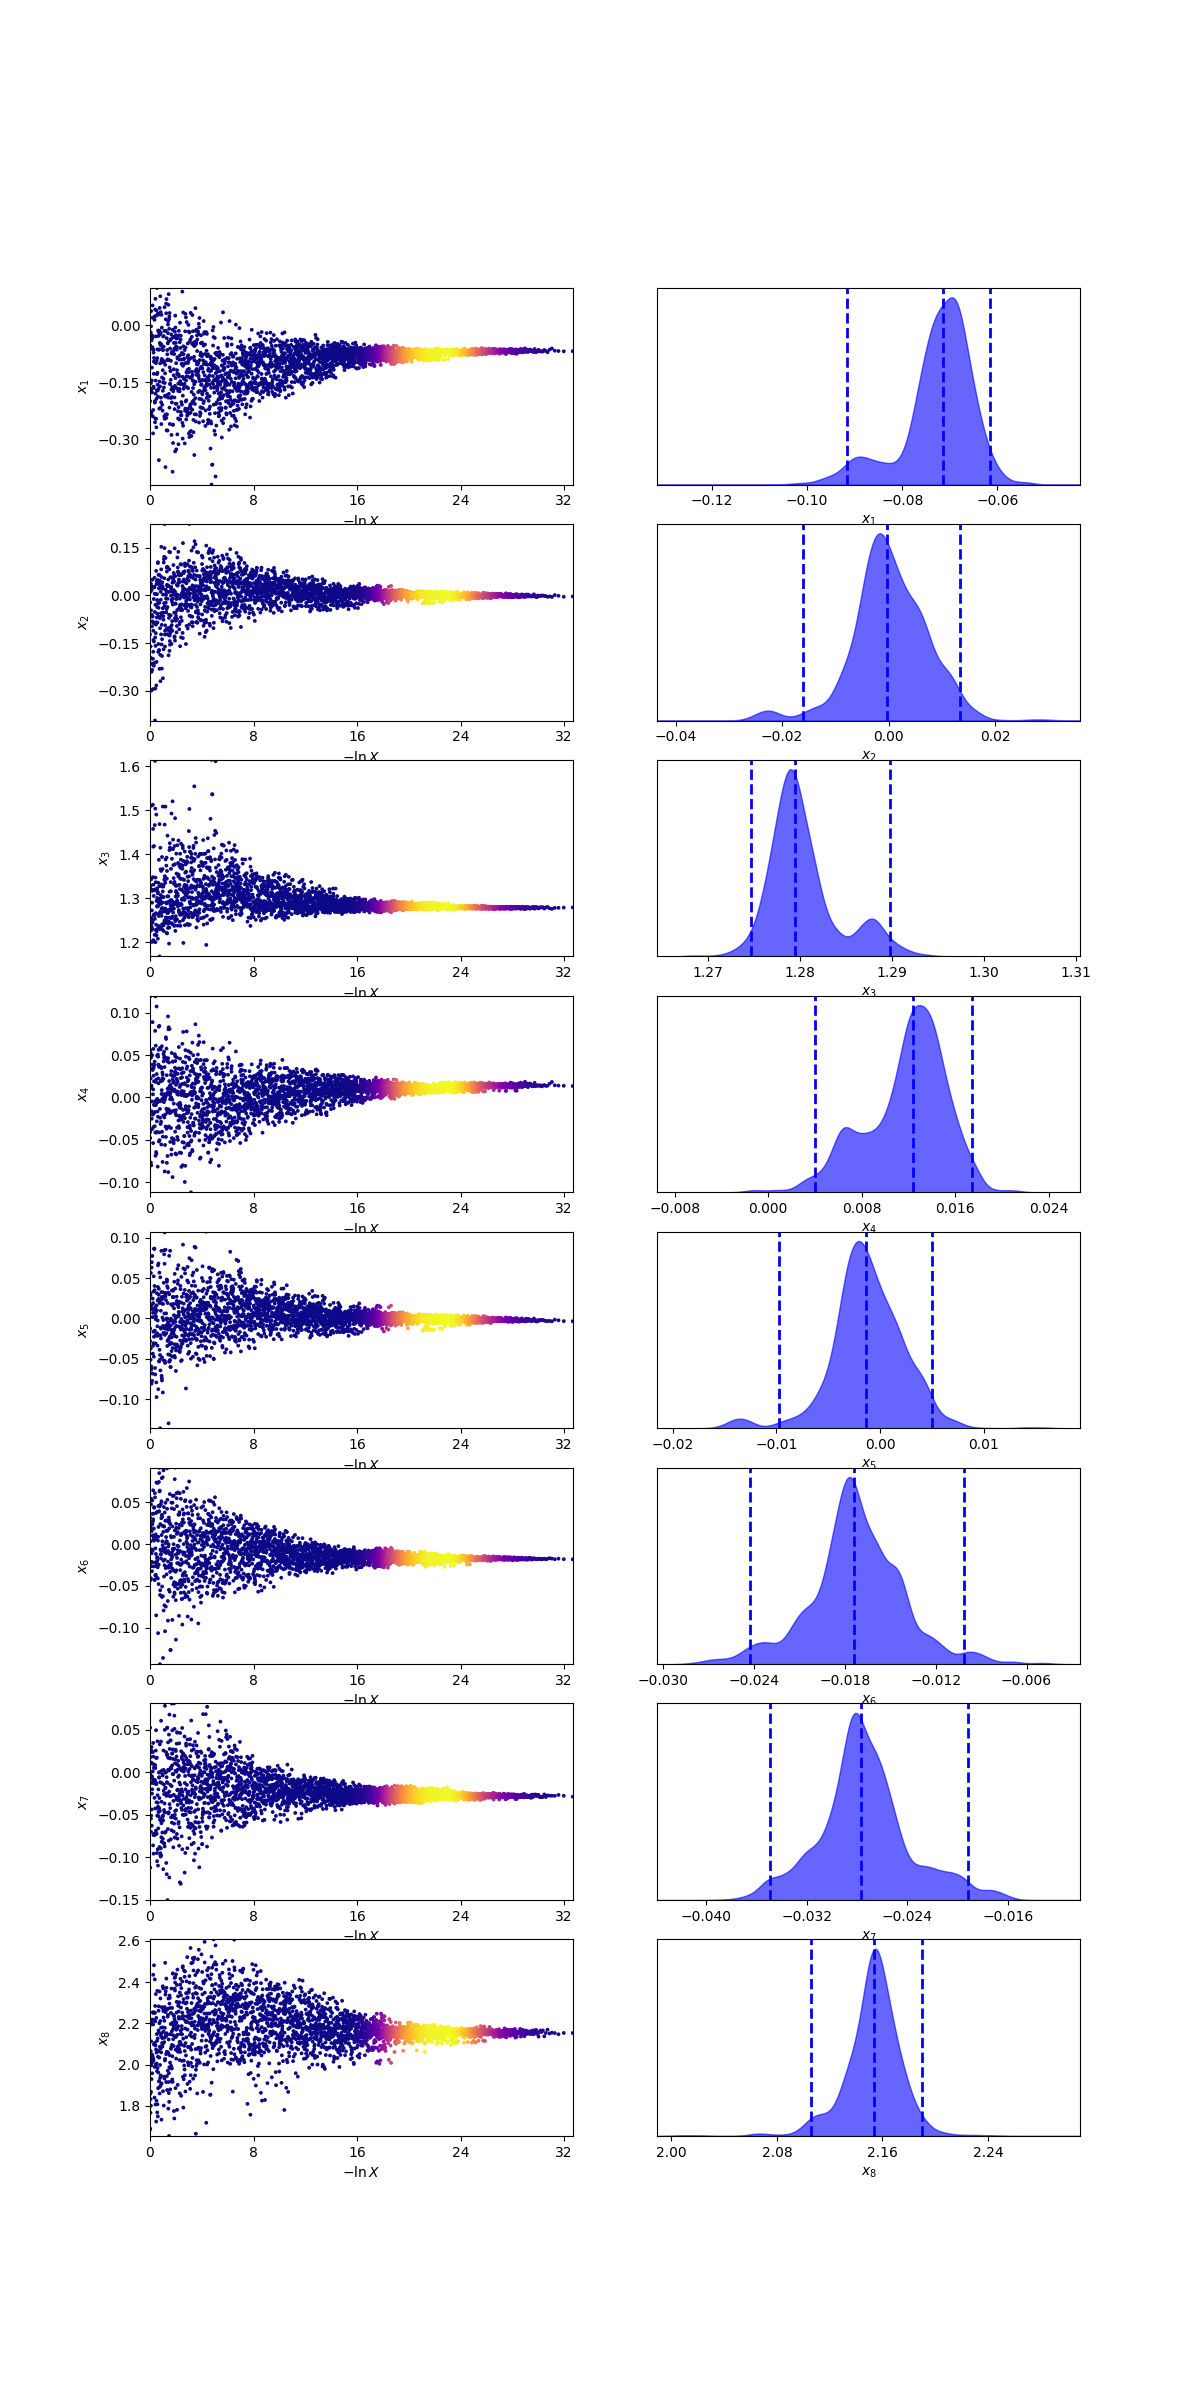 0.00
−0.15
−0.30
x₁
0 8 16 24 32
−ln X
−0.12 −0.10 −0.08 −0.06
x₁
0.15
0.00
−0.15
−0.30
x₂
0 8 16 24 32
−ln X
−0.04 −0.02 0.00 0.02
x₂
1.6
1.5
1.4
1.3
1.2
x₃
0 8 16 24 32
−ln X
1.27 1.28 1.29 1.30 1.31
x₃
0.10
0.05
0.00
−0.05
−0.10
x₄
0 8 16 24 32
−ln X
−0.008 0.000 0.008 0.016 0.024
x₄
0.10
0.05
0.00
−0.05
−0.10
x₅
0 8 16 24 32
−ln X
−0.02 −0.01 0.00 0.01
x₅
0.05
0.00
−0.05
−0.10
x₆
0 8 16 24 32
−ln X
−0.030 −0.024 −0.018 −0.012 −0.006
x₆
0.05
0.00
−0.05
−0.10
−0.15
x₇
0 8 16 24 32
−ln X
−0.040 −0.032 −0.024 −0.016
x₇
2.6
2.4
2.2
2.0
1.8
x₈
0 8 16 24 32
−ln X
2.00 2.08 2.16 2.24
x₈